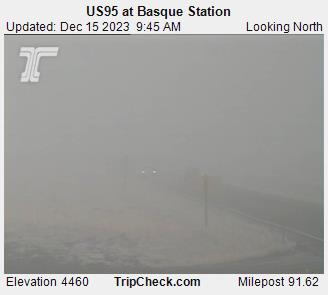 US95 at Basque Station
Updated: Dec 15 2023 9:45 AM Looking North
Elevation 4460 TripCheck.com Milepost 91.62